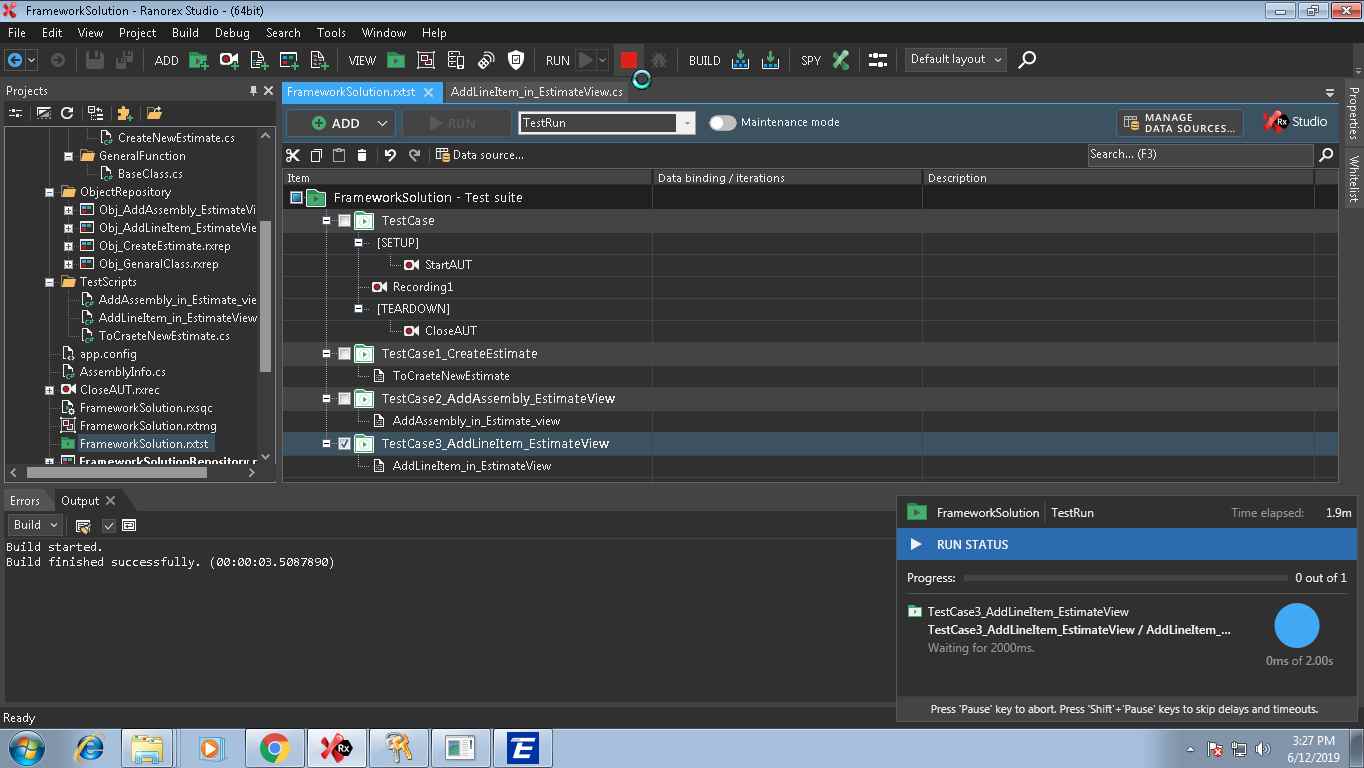 FrameworkSolution - Ranorex Studio - (64bit)
File Edit View Project Build Debug Search Tools Window Help
ADD VIEW RUN BUILD SPY Default layout
Projects
FrameworkSolution.rxtst AddLineItem_in_EstimateView.cs
ADD RUN TestRun Maintenance mode MANAGE DATA SOURCES... Rx Studio
Data source... Search... (F3)
Properties
Whitelist
CreateNewEstimate.cs
GeneralFunction
BaseClass.cs
ObjectRepository
Obj_AddAssembly_EstimateVi
Obj_AddLineItem_EstimateVie
Obj_CreateEstimate.rxrep
Obj_GenaralClass.rxrep
TestScripts
AddAssembly_in_Estimate_vie
AddLineItem_in_EstimateView
ToCraeteNewEstimate.cs
app.config
AssemblyInfo.cs
CloseAUT.rxrec
FrameworkSolution.rxsqc
FrameworkSolution.rxtmg
FrameworkSolution.rxtst
FrameworkSolutionRepository.r
Item Data binding / iterations Description
FrameworkSolution - Test suite
TestCase
[SETUP]
StartAUT
Recording1
[TEARDOWN]
CloseAUT
TestCase1_CreateEstimate
ToCraeteNewEstimate
TestCase2_AddAssembly_EstimateView
AddAssembly_in_Estimate_view
TestCase3_AddLineItem_EstimateView
AddLineItem_in_EstimateView
Errors Output
Build
Build started.
Build finished successfully. (00:00:03.5087890)
FrameworkSolution TestRun Time elapsed: 1.9m
RUN STATUS
Progress: 0 out of 1
TestCase3_AddLineItem_EstimateView
TestCase3_AddLineItem_EstimateView / AddLineItem_...
Waiting for 2000ms.
0ms of 2.00s
Press 'Pause' key to abort. Press 'Shift'+'Pause' keys to skip delays and timeouts.
Ready
Rx
E
3:27 PM
6/12/2019